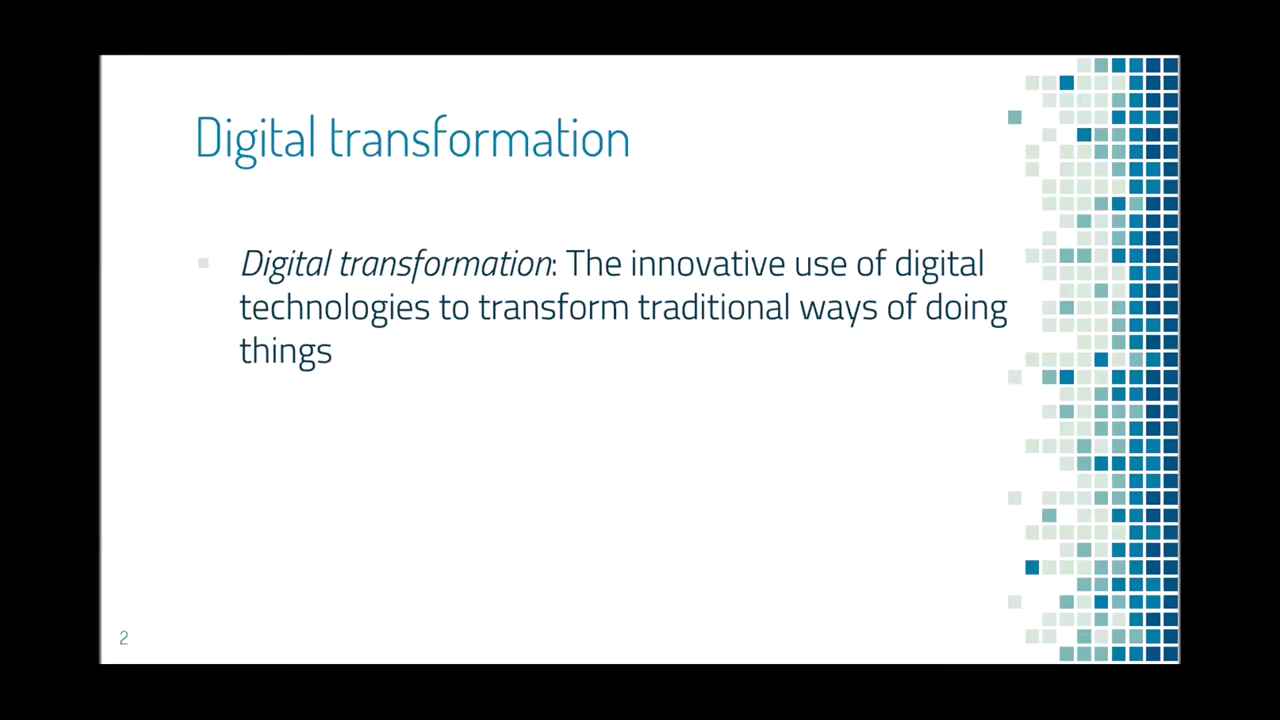 Digital transformation
Digital transformation: The innovative use of digital
technologies to transform traditional ways of doing
things
2